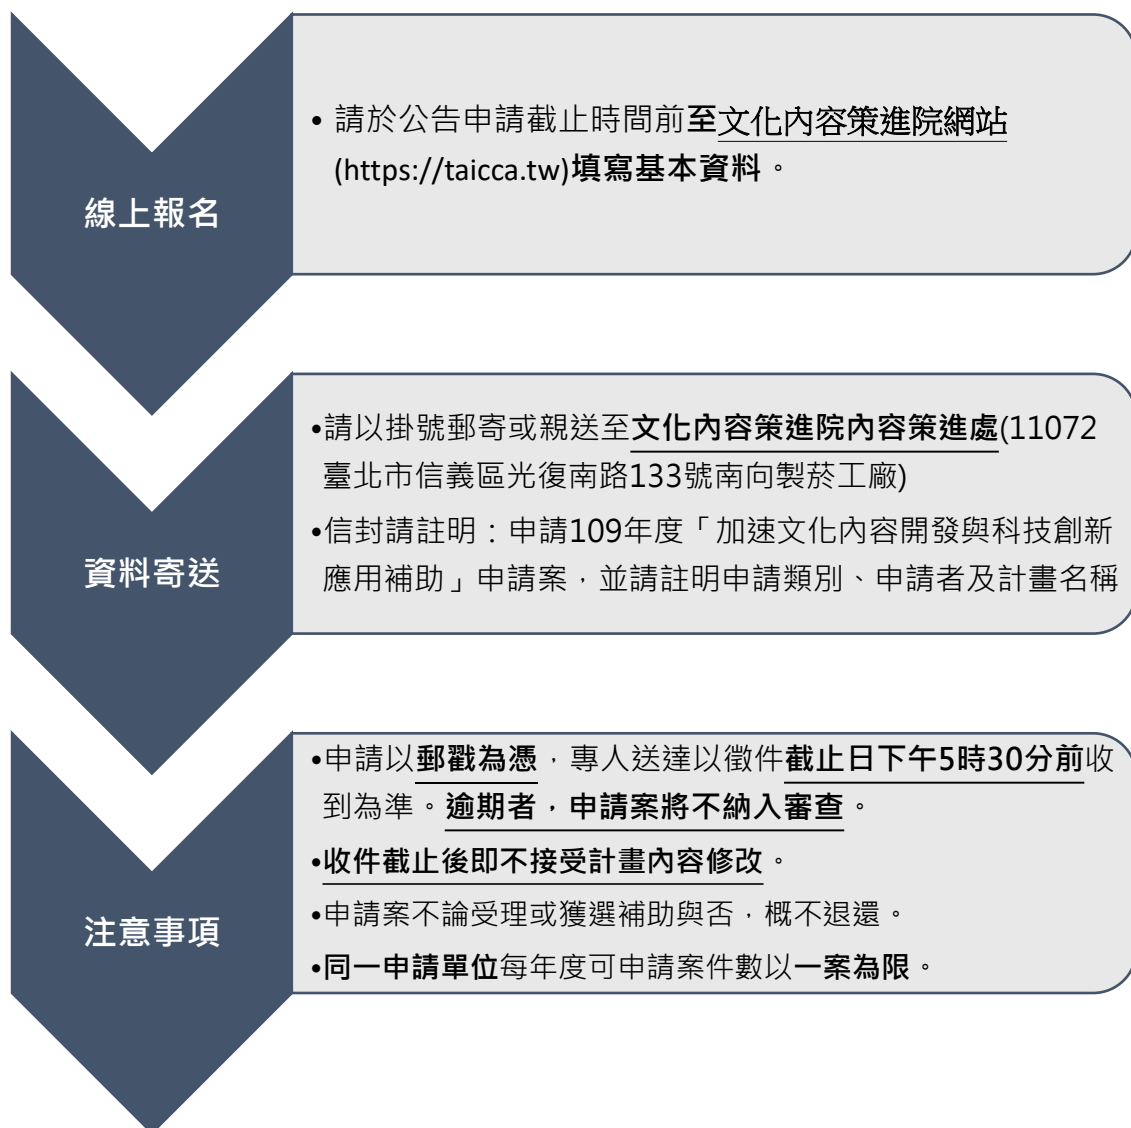 線上報名
• 請於公告申請截止時間前至文化內容策進院網站
(https://taicca.tw)填寫基本資料。
資料寄送
•請以掛號郵寄或親送至文化內容策進院內容策進處(11072
臺北市信義區光復南路133號南向製菸工廠)
•信封請註明：申請109年度「加速文化內容開發與科技創新
應用補助」申請案，並請註明申請類別、申請者及計畫名稱
注意事項
•申請以郵戳為憑，專人送達以徵件截止日下午5時30分前收
到為準。逾期者，申請案將不納入審查。
•收件截止後即不接受計畫內容修改。
•申請案不論受理或獲選補助與否，概不退還。
•同一申請單位每年度可申請案件數以一案為限。